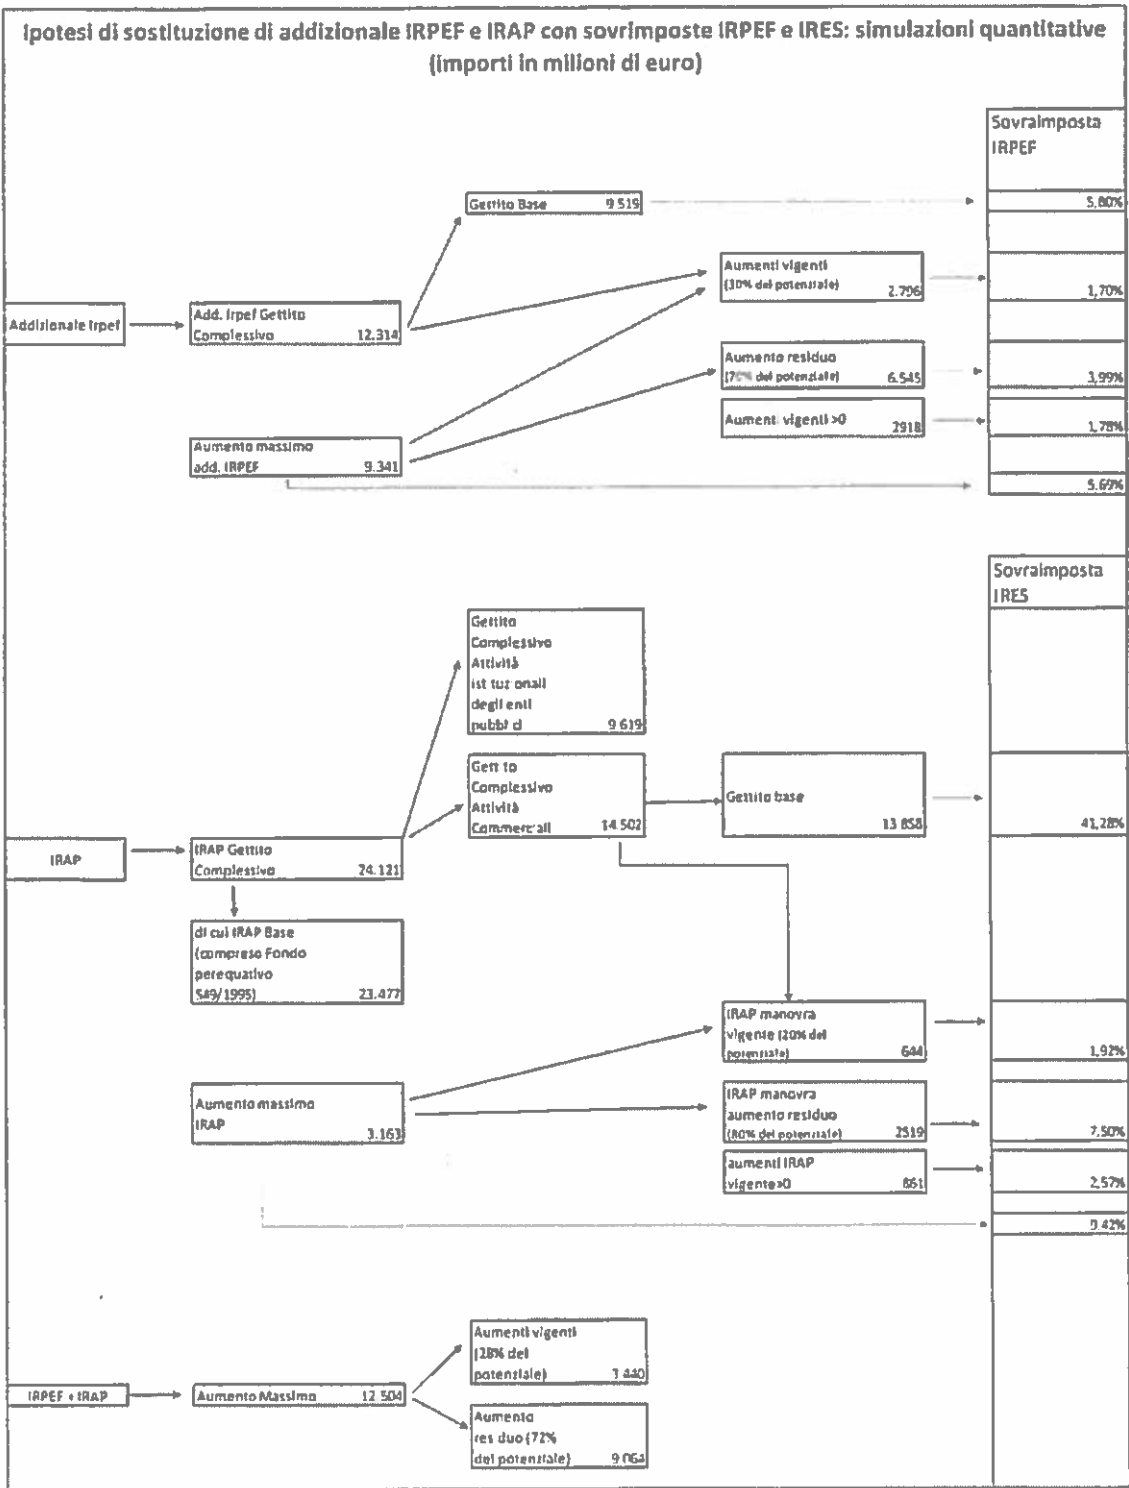 Ipotesi di sostituzione di addizionale IRPEF e IRAP con sovrimposte IRPEF e IRES: simulazioni quantitative
(importi in milioni di euro)
Sovraimposta
IRPEF
Gettito Base 9.519
5,80%
Aumenti vigenti
(30% del potenziale) 2.796
1,70%
Addizionale Irpef
Add. Irpef Gettito
Complessivo 12.314
Aumento residuo
(70% del potenziale) 6.545
3,99%
Aumenti vigenti >0 2918
1,78%
Aumento massimo
add. IRPEF 9.341
5.69%
Sovraimposta
IRES
Gettito
Complessivo
Attività
istituzionali
degli enti
pubblici 9 619
Gettito
Complessivo
Attività
Commerciali 14.502
Gettito base
13 858
41,28%
IRAP
IRAP Gettito
Complessivo 24.121
di cui IRAP Base
(compreso Fondo
perequativo
549/1995) 23.477
IRAP manovra
vigente (20% del
potenziale) 644
1,92%
Aumento massimo
IRAP 3.163
IRAP manovra
aumento residuo
(80% del potenziale) 2519
7,50%
aumenti IRAP
vigente>0 861
2,57%
9,42%
Aumenti vigenti
(28% del
potenziale) 3 440
IRPEF + IRAP
Aumento Massimo 12.504
Aumento
residuo (72%
del potenziale) 9 064